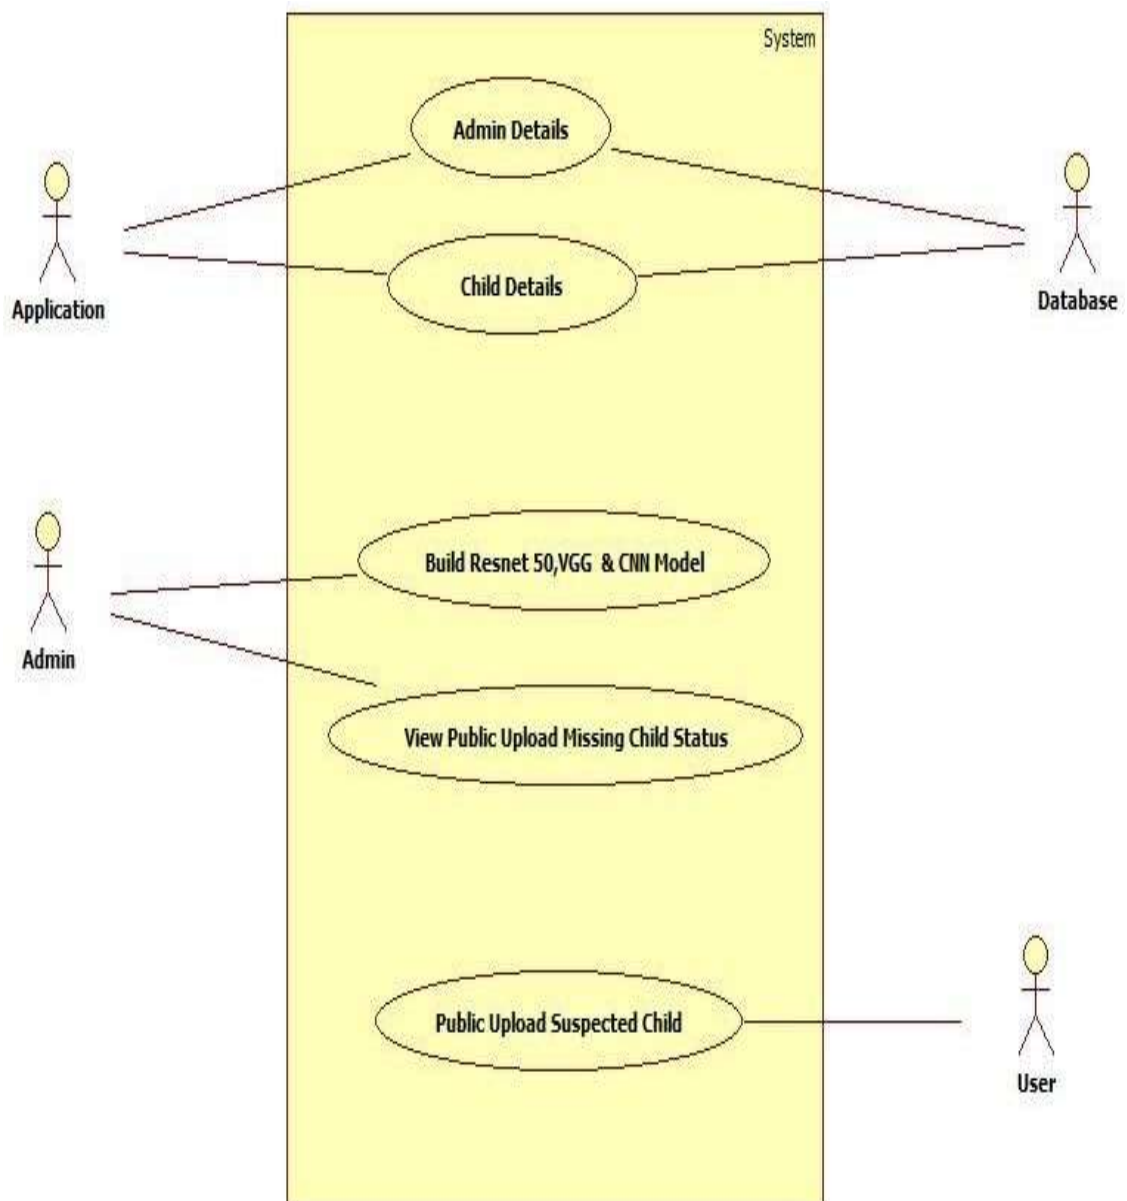 System
Admin Details
Child Details
Application
Database
Build Resnet 50,VGG & CNN Model
Admin
View Public Upload Missing Child Status
Public Upload Suspected Child
User